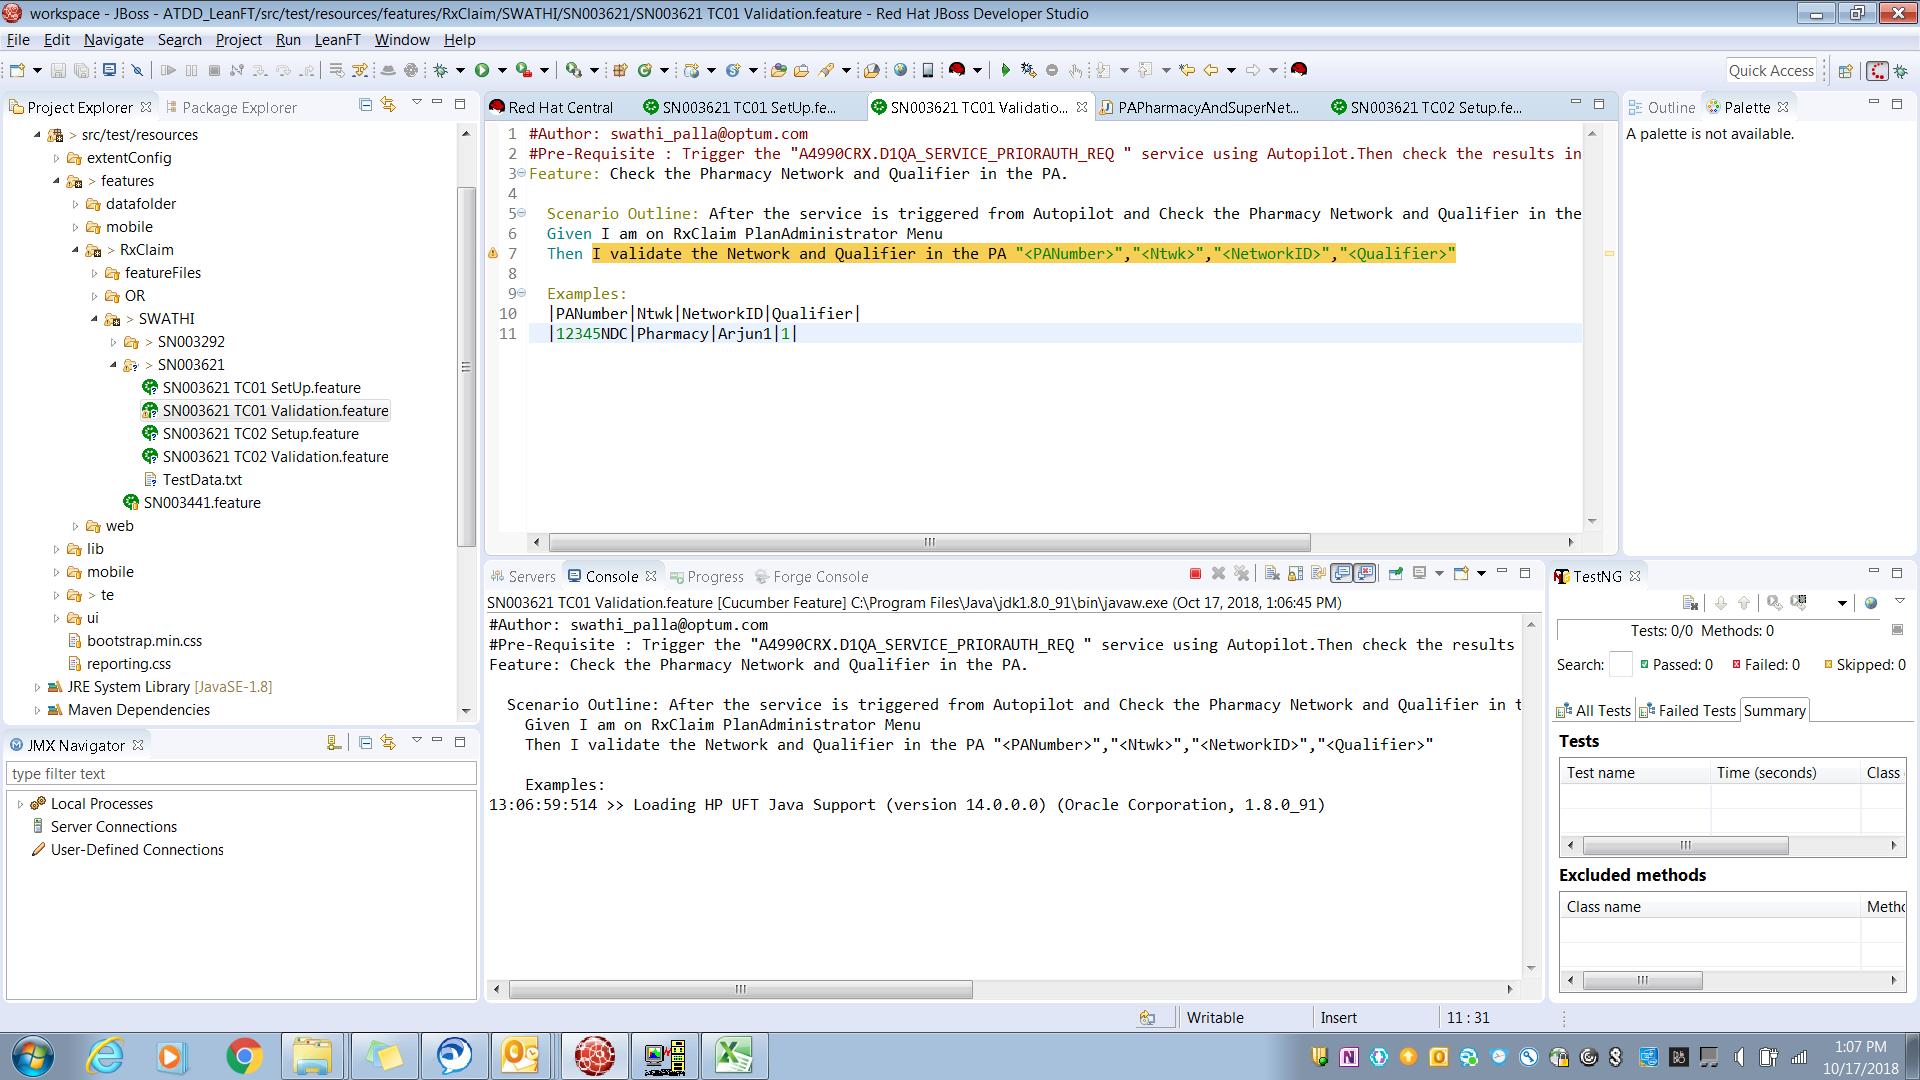 workspace - JBoss - ATDD_LeanFT/src/test/resources/features/RxClaim/SWATHI/SN003621/SN003621 TC01 Validation.feature - Red Hat JBoss Developer Studio
File Edit Navigate Search Project Run LeanFT Window Help
Quick Access
Project Explorer
Package Explorer
> src/test/resources
extentConfig
> features
datafolder
mobile
> RxClaim
featureFiles
OR
> SWATHI
> SN003292
> SN003621
SN003621 TC01 SetUp.feature
SN003621 TC01 Validation.feature
SN003621 TC02 Setup.feature
SN003621 TC02 Validation.feature
TestData.txt
SN003441.feature
web
lib
mobile
> te
ui
bootstrap.min.css
reporting.css
JRE System Library [JavaSE-1.8]
Maven Dependencies
JMX Navigator
type filter text
Local Processes
Server Connections
User-Defined Connections
Red Hat Central
SN003621 TC01 SetUp.fe...
SN003621 TC01 Validatio...
PAPharmacyAndSuperNet...
SN003621 TC02 Setup.fe...
1 #Author: swathi_palla@optum.com
2 #Pre-Requisite : Trigger the "A4990CRX.D1QA_SERVICE_PRIORAUTH_REQ " service using Autopilot.Then check the results in
3 Feature: Check the Pharmacy Network and Qualifier in the PA.
4
5 Scenario Outline: After the service is triggered from Autopilot and Check the Pharmacy Network and Qualifier in the
6 Given I am on RxClaim PlanAdministrator Menu
7 Then I validate the Network and Qualifier in the PA "<PANumber>","<Ntwk>","<NetworkID>","<Qualifier>"
8
9 Examples:
10 |PANumber|Ntwk|NetworkID|Qualifier|
11 |12345NDC|Pharmacy|Arjun1|1|
Outline
Palette
A palette is not available.
Servers
Console
Progress
Forge Console
SN003621 TC01 Validation.feature [Cucumber Feature] C:\Program Files\Java\jdk1.8.0_91\bin\javaw.exe (Oct 17, 2018, 1:06:45 PM)
#Author: swathi_palla@optum.com
#Pre-Requisite : Trigger the "A4990CRX.D1QA_SERVICE_PRIORAUTH_REQ " service using Autopilot.Then check the results
Feature: Check the Pharmacy Network and Qualifier in the PA.
Scenario Outline: After the service is triggered from Autopilot and Check the Pharmacy Network and Qualifier in t
Given I am on RxClaim PlanAdministrator Menu
Then I validate the Network and Qualifier in the PA "<PANumber>","<Ntwk>","<NetworkID>","<Qualifier>"
Examples:
13:06:59:514 >> Loading HP UFT Java Support (version 14.0.0.0) (Oracle Corporation, 1.8.0_91)
TestNG
Tests: 0/0 Methods: 0
Search: Passed: 0 Failed: 0 Skipped: 0
All Tests Failed Tests Summary
Tests
Test name Time (seconds) Class
Excluded methods
Class name Metho
Writable Insert 11 : 31
1:07 PM
10/17/2018